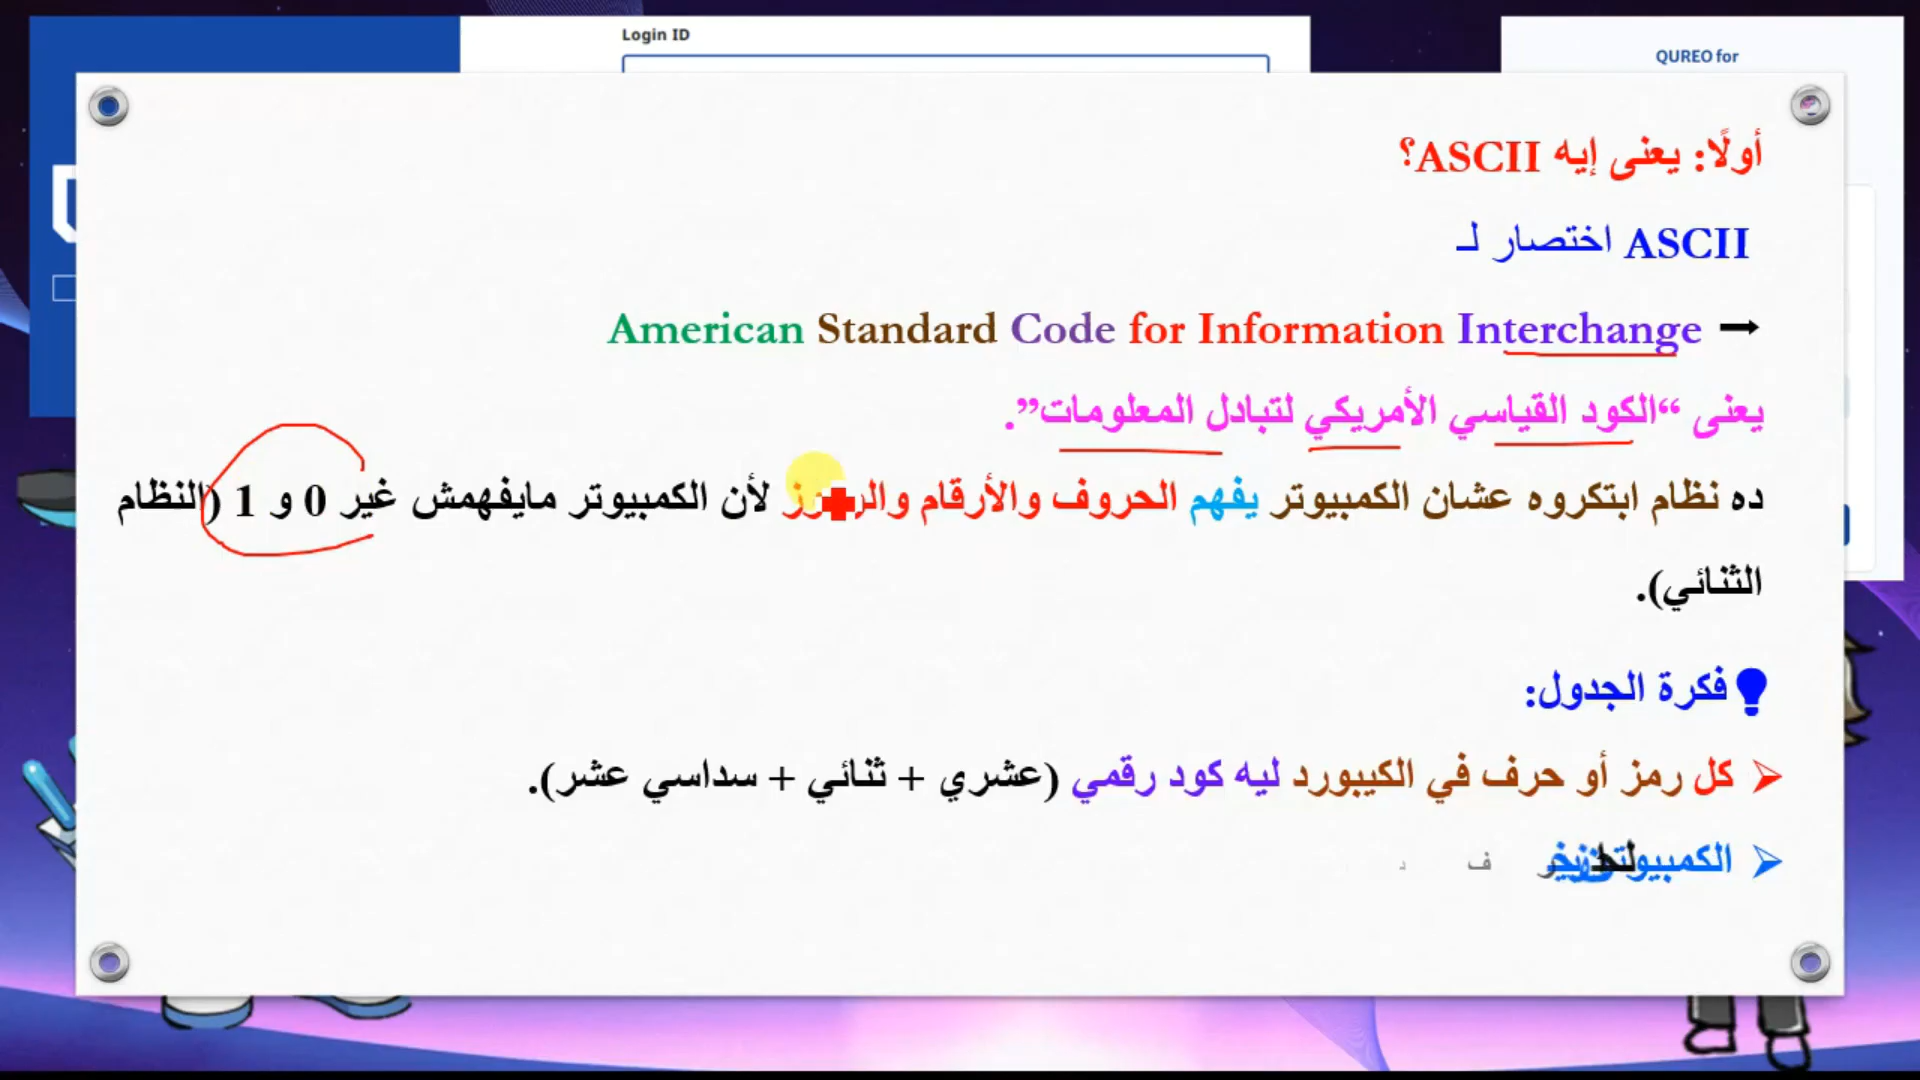 Login ID
QUREO for
أولًا: يعنى إيه ASCII؟
ASCII اختصار لـ
American Standard Code for Information Interchange ➞
يعنى “الكود القياسي الأمريكي لتبادل المعلومات”.
ده نظام ابتكروه عشان الكمبيوتر يفهم الحروف والأرقام لأن الكمبيوتر مايفهمش غير 0 و 1 (النظام
الثنائي).
فكرة الجدول:
كل رمز أو حرف في الكيبورد ليه كود رقمي (عشري + ثنائي + سداسي عشر).